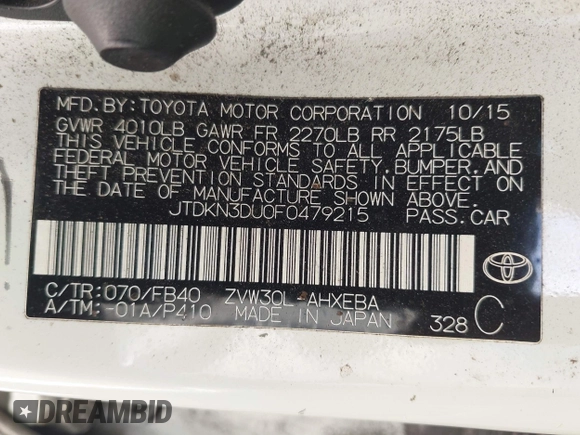 MFD.BY:TOYOTA MOTOR CORPORATION 10/15
GVWR 4010LB GAWR FR 2270LB RR 2175LB
THIS VEHICLE CONFORMS TO ALL APPLICABLE
FEDERAL MOTOR VEHICLE SAFETY,BUMPER,AND
THEFT PREVENTION STANDARDS IN EFFECT ON
THE DATE OF MANUFACTURE SHOWN ABOVE.
JTDKN3DU0F0479215 PASS.CAR
C/TR:070/FB40 ZVW30L-AHXEBA
A/TM:-01A/P410 MADE IN JAPAN 328 C
DREAMBID